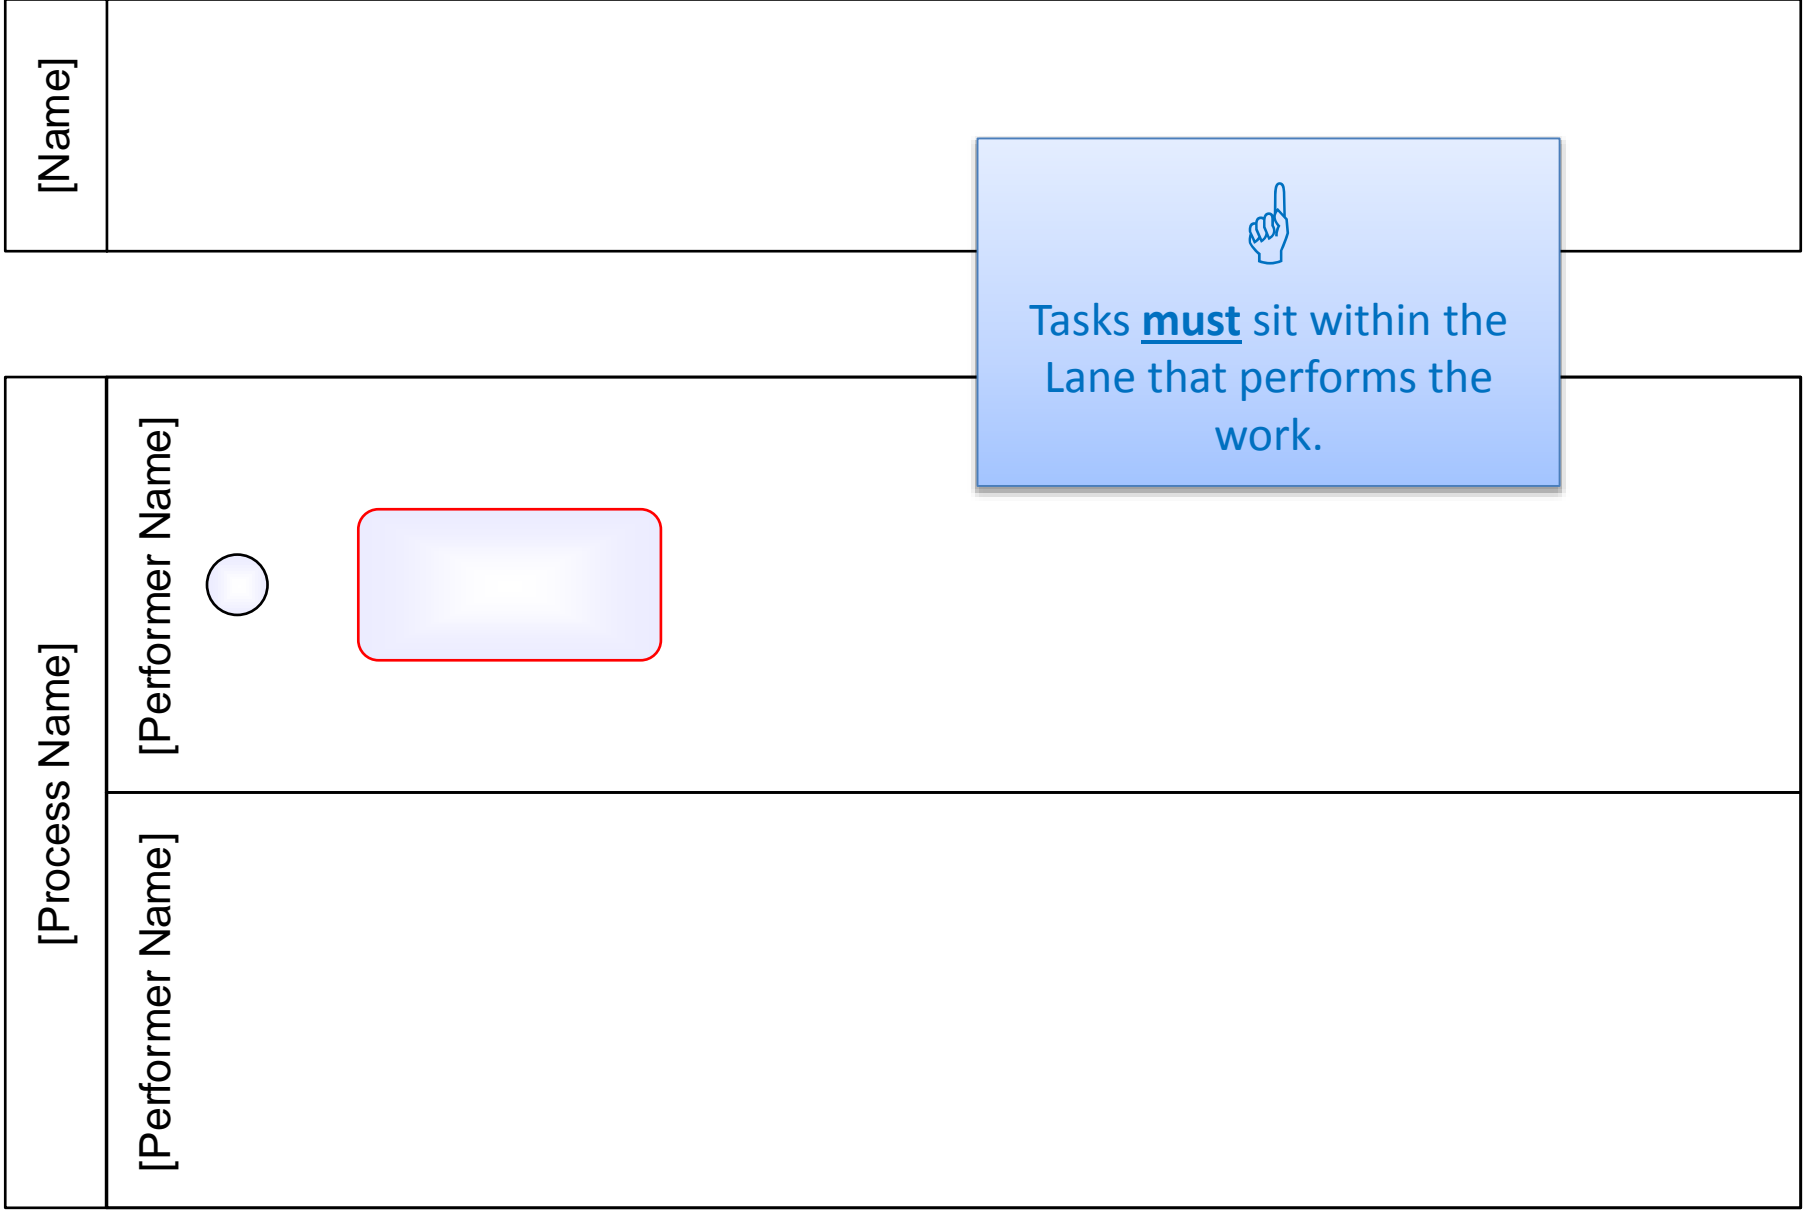 [Name]
☝
Tasks must sit within the
Lane that performs the
work.
[Process Name]
[Performer Name]
[Performer Name]